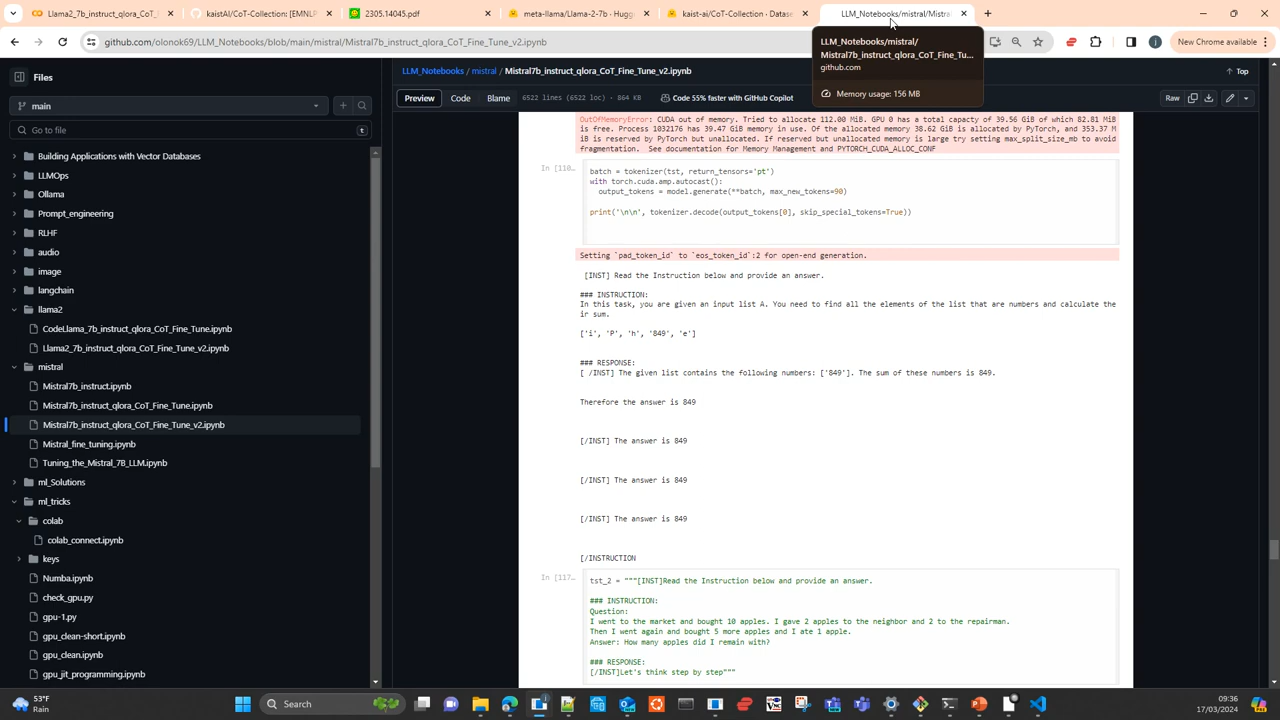 Llama2_7b_instruct_qlora_Co
kaistAI/CoT-Collection: [EMNLP
2305.14045.pdf
meta-llama/Llama-2-7b · Hugg
kaist-ai/CoT-Collection · Datase
LLM_Notebooks/mistral/Mistra
github.com/olonok69/LLM_Notebooks/blob/main/mistral/Mistral7b_instruct_qlora_CoT_Fine_Tune_v2.ipynb
New Chrome available
LLM_Notebooks/mistral/
Mistral7b_instruct_qlora_CoT_Fine_Tu...
github.com
Memory usage: 156 MB
Files
main
Go to file
t
Building Applications with Vector Databases
LLMOps
Ollama
Prompt_engineering
RLHF
audio
image
langchain
llama2
CodeLlama_7b_instruct_qlora_CoT_Fine_Tune.ipynb
Llama2_7b_instruct_qlora_CoT_Fine_Tune_v2.ipynb
mistral
Mistral7b_instruct.ipynb
Mistral7b_instruct_qlora_CoT_Fine_Tune.ipynb
Mistral7b_instruct_qlora_CoT_Fine_Tune_v2.ipynb
Mistral_fine_tuning.ipynb
Tuning_the_Mistral_7B_LLM.ipynb
ml_Solutions
ml_tricks
colab
colab_connect.ipynb
keys
Numba.ipynb
check_gpu.py
gpu-1.py
gpu_clean-short.ipynb
gpu_clean.ipynb
gpu_jit_programming.ipynb
LLM_Notebooks / mistral / Mistral7b_instruct_qlora_CoT_Fine_Tune_v2.ipynb
Top
Preview Code Blame 6522 lines (6522 loc) · 864 KB Code 55% faster with GitHub Copilot
Raw
OutOfMemoryError: CUDA out of memory. Tried to allocate 112.00 MiB. GPU 0 has a total capacity of 39.56 GiB of which 82.81 MiB
is free. Process 1032176 has 39.47 GiB memory in use. Of the allocated memory 38.62 GiB is allocated by PyTorch, and 353.37 M
iB is reserved by PyTorch but unallocated. If reserved but unallocated memory is large try setting max_split_size_mb to avoid
fragmentation. See documentation for Memory Management and PYTORCH_CUDA_ALLOC_CONF
In [110…
batch = tokenizer(tst, return_tensors='pt')
with torch.cuda.amp.autocast():
output_tokens = model.generate(**batch, max_new_tokens=90)
print('\n\n', tokenizer.decode(output_tokens[0], skip_special_tokens=True))
Setting `pad_token_id` to `eos_token_id`:2 for open-end generation.
[INST] Read the Instruction below and provide an answer.
### INSTRUCTION:
In this task, you are given an input list A. You need to find all the elements of the list that are numbers and calculate the
ir sum.
['i', 'P', 'h', '849', 'e']
### RESPONSE:
[ /INST] The given list contains the following numbers: ['849']. The sum of these numbers is 849.
Therefore the answer is 849
[/INST] The answer is 849
[/INST] The answer is 849
[/INST] The answer is 849
[/INSTRUCTION
In [117…
tst_2 = """[INST]Read the Instruction below and provide an answer.
### INSTRUCTION:
Question:
I went to the market and bought 10 apples. I gave 2 apples to the neighbor and 2 to the repairman.
Then I went again and bought 5 more apples and I ate 1 apple.
Answer: How many apples did I remain with?
### RESPONSE:
[/INST]Let's think step by step"""
53°F
Rain
Search
09:35
17/03/2024